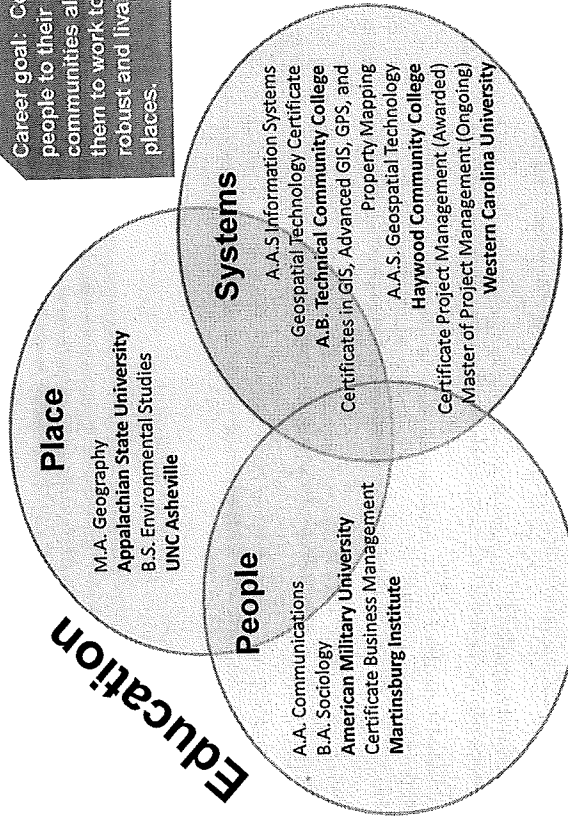 Education
Career goal:
people to their
communities
them to work to
robust and
places.
Place
M.A. Geography
Appalachian State University
B.S. Environmental Studies
UNC Asheville
People
A.A. Communications
B.A. Sociology
American Military University
Certificate Business Management
Martinsburg Institute
Systems
A.A.S Information Systems
Geospatial Technology Certificate
A.B. Technical Community College
Certificates in GIS, Advanced GIS, GPS, and
Property Mapping
A.A.S. Geospatial Technology
Haywood Community College
Certificate Project Management (Awarded)
Master of Project Management (Ongoing)
Western Carolina University